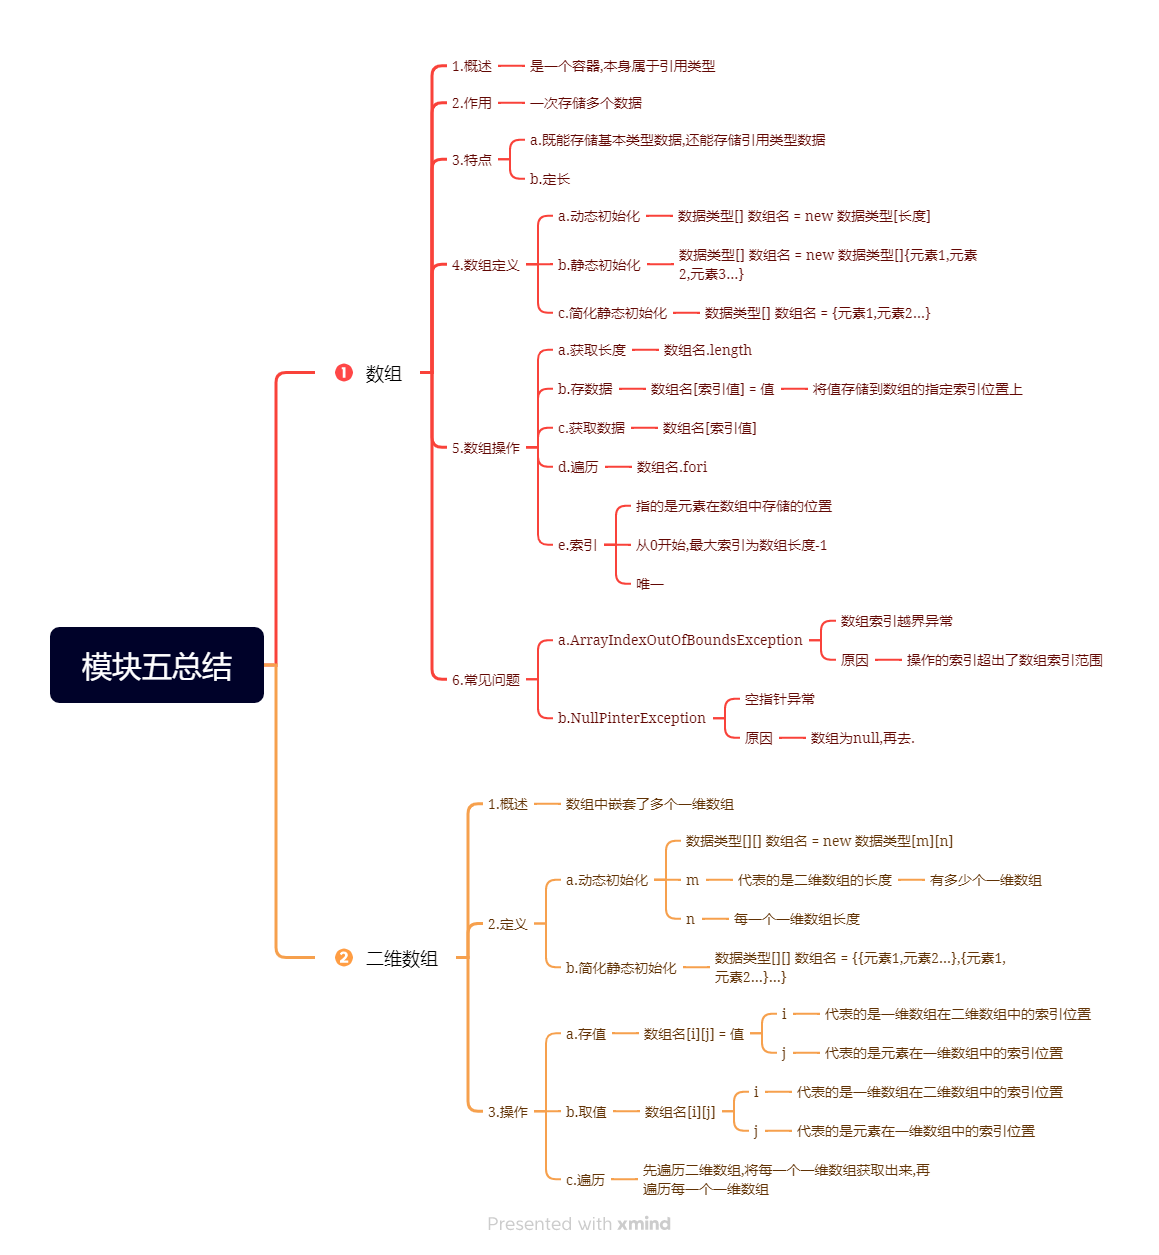 模块五总结
1 数组
1.概述
是一个容器,本身属于引用类型
2.作用
一次存储多个数据
3.特点
a.既能存储基本类型数据,还能存储引用类型数据
b.定长
4.数组定义
a.动态初始化
数据类型[] 数组名 = new 数据类型[长度]
b.静态初始化
数据类型[] 数组名 = new 数据类型[]{元素1,元素
2,元素3...}
c.简化静态初始化
数据类型[] 数组名 = {元素1,元素2...}
5.数组操作
a.获取长度
数组名.length
b.存数据
数组名[索引值] = 值
将值存储到数组的指定索引位置上
c.获取数据
数组名[索引值]
d.遍历
数组名.fori
e.索引
指的是元素在数组中存储的位置
从0开始,最大索引为数组长度-1
唯一
6.常见问题
a.ArrayIndexOutOfBoundsException
数组索引越界异常
原因
操作的索引超出了数组索引范围
b.NullPinterException
空指针异常
原因
数组为null,再去.
2 二维数组
1.概述
数组中嵌套了多个一维数组
2.定义
a.动态初始化
数据类型[][] 数组名 = new 数据类型[m][n]
m
代表的是二维数组的长度
有多少个一维数组
n
每一个一维数组长度
b.简化静态初始化
数据类型[][] 数组名 = {{元素1,元素2...},{元素1,
元素2...}...}
3.操作
a.存值
数组名[i][j] = 值
i
代表的是一维数组在二维数组中的索引位置
j
代表的是元素在一维数组中的索引位置
b.取值
数组名[i][j]
i
代表的是一维数组在二维数组中的索引位置
j
代表的是元素在一维数组中的索引位置
c.遍历
先遍历二维数组,将每一个一维数组获取出来,再
遍历每一个一维数组
Presented with xmind